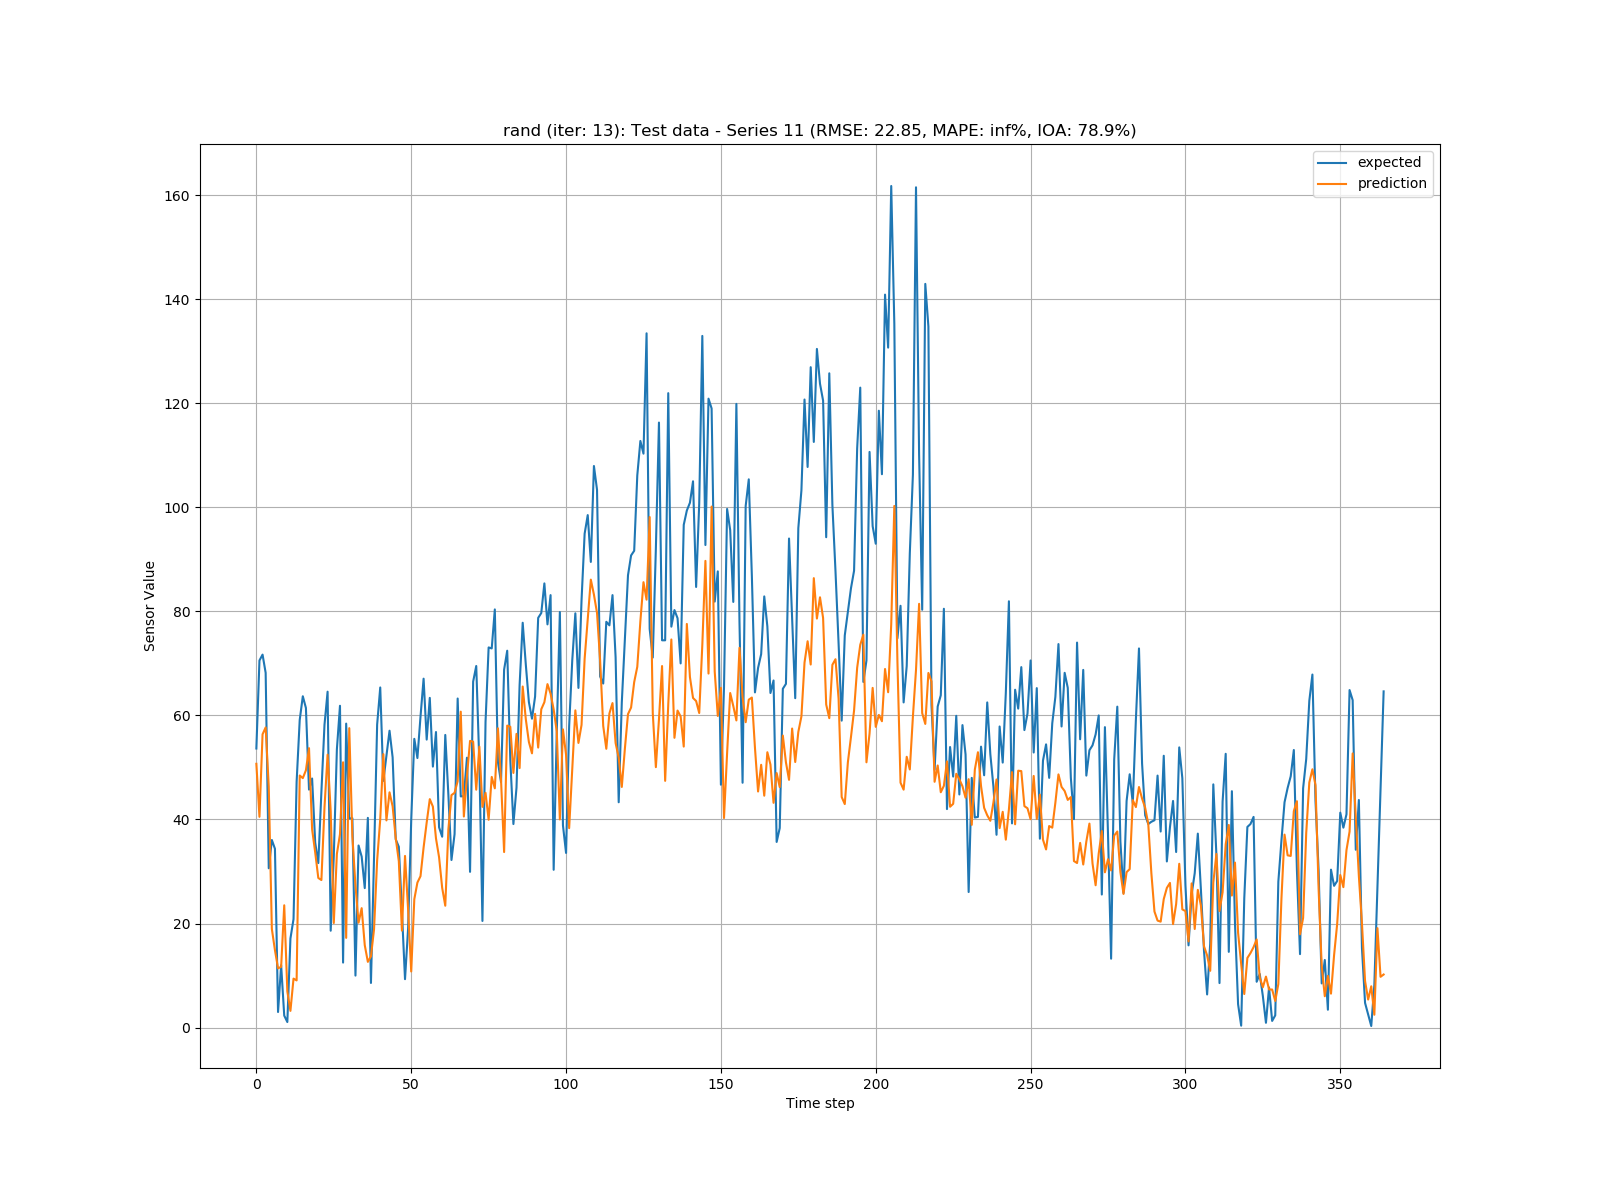 rand (iter: 13): Test data - Series 11 (RMSE: 22.85, MAPE: inf%, IOA: 78.9%)
expected
prediction
160
140
120
100
80
60
40
20
0
Sensor Value
0 50 100 150 200 250 300 350
Time step